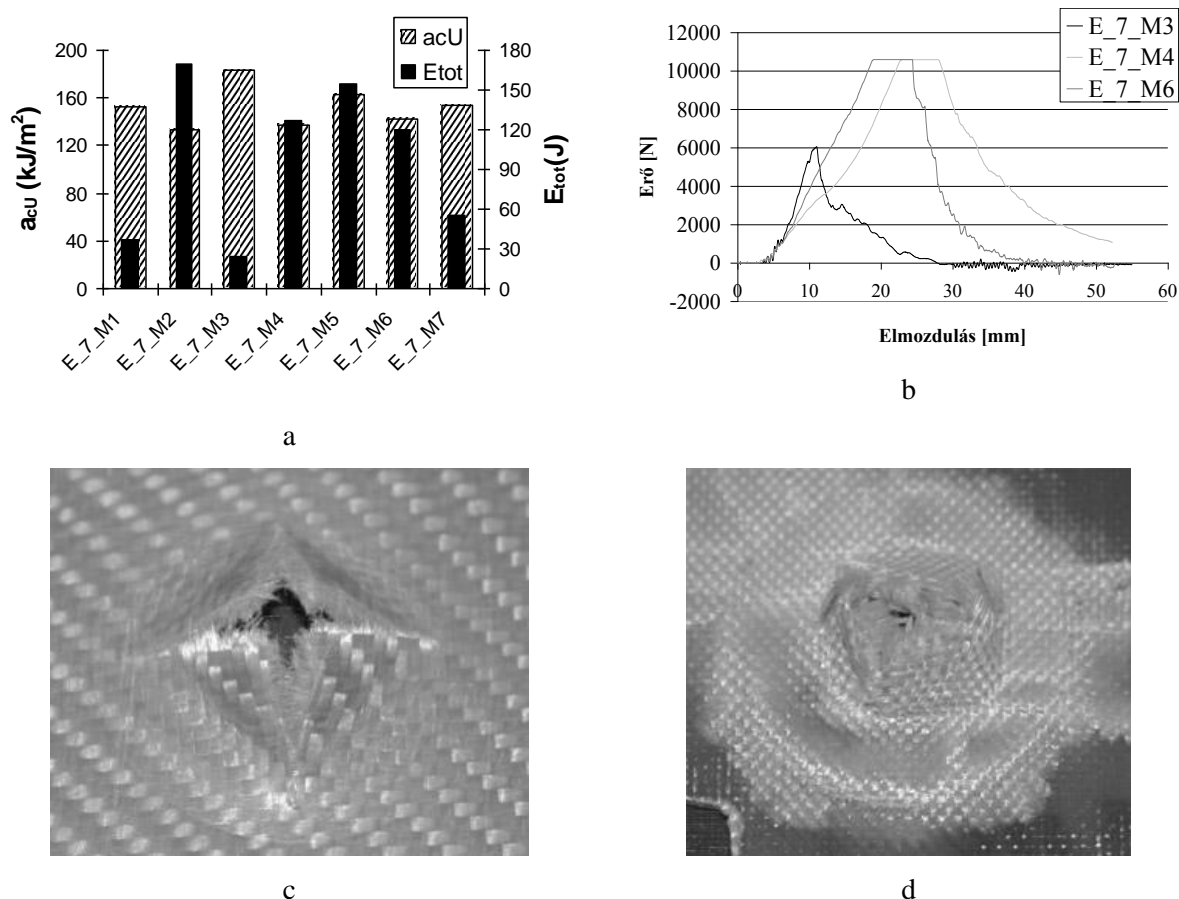 acU
Etot
200
160
120
80
40
0
acU (kJ/m²)
180
150
120
90
60
30
0
Etot(J)
E_7_M1
E_7_M2
E_7_M3
E_7_M4
E_7_M5
E_7_M6
E_7_M7
a
E_7_M3
E_7_M4
E_7_M6
12000
10000
8000
6000
4000
2000
0
-2000
Erő [N]
0 10 20 30 40 50 60
Elmozdulás [mm]
b
c
d